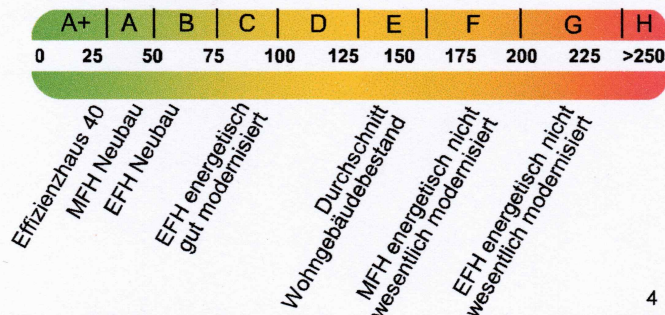 A+ A B C D E F G H
0 25 50 75 100 125 150 175 200 225 >250
Effizienzhaus 40
MFH Neubau
EFH Neubau
EFH energetisch
gut modernisiert
Durchschnitt
Wohngebäudebestand
MFH energetisch nicht
wesentlich modernisiert
EFH energetisch nicht
wesentlich modernisiert
4